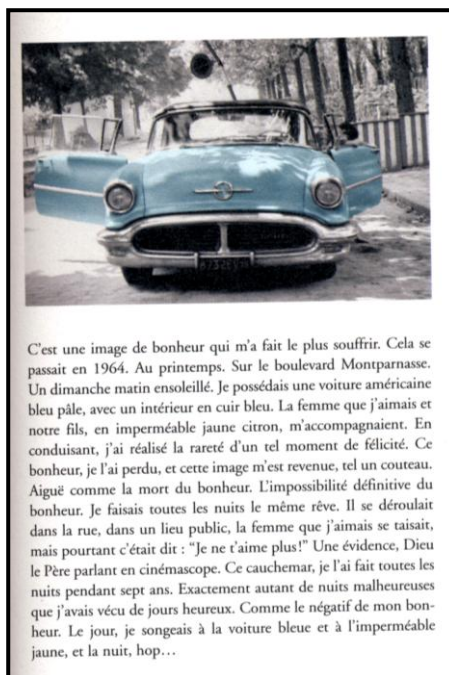 C'est une image de bonheur qui m'a fait le plus souffrir. Cela se
passait en 1964. Au printemps. Sur le boulevard Montparnasse.
Un dimanche matin ensoleillé. Je possédais une voiture américaine
bleu pâle, avec un intérieur en cuir bleu. La femme que j'aimais et
notre fils, en imperméable jaune citron, m'accompagnaient. En
conduisant, j'ai réalisé la rareté d'un tel moment de félicité. Ce
bonheur, je l'ai perdu, et cette image m'est revenue, tel un couteau.
Aiguë comme la mort du bonheur. L'impossibilité définitive du
bonheur. Je faisais toutes les nuits le même rêve. Il se déroulait
dans la rue, dans un lieu public, la femme que j'aimais se taisait,
mais pourtant c'était dit : “Je ne t'aime plus!” Une évidence, Dieu
le Père parlant en cinémascope. Ce cauchemar, je l'ai fait toutes les
nuits pendant sept ans. Exactement autant de nuits malheureuses
que j'avais vécu de jours heureux. Comme le négatif de mon bon-
heur. Le jour, je songeais à la voiture bleue et à l'imperméable
jaune, et la nuit, hop…